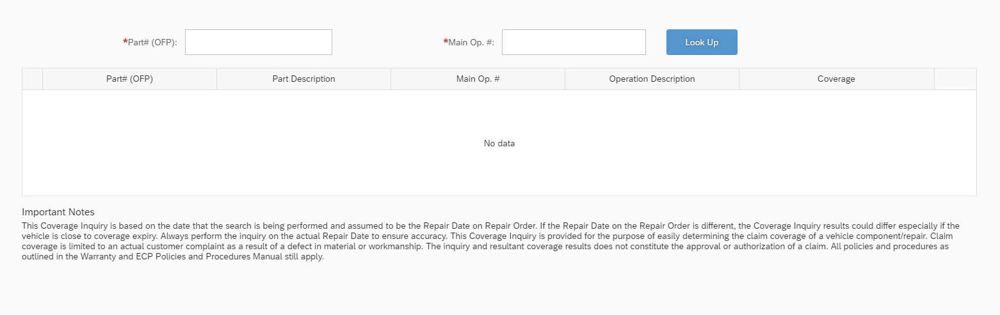 *Part# (OFP): *Main Op. #: Look Up
Part# (OFP) Part Description Main Op. # Operation Description Coverage
No data
Important Notes
This Coverage Inquiry is based on the date that the search is being performed and assumed to be the Repair Date on Repair Order. If the Repair Date on the Repair Order is different, the Coverage Inquiry results could differ especially if the
vehicle is close to coverage expiry. Always perform the inquiry on the actual Repair Date to ensure accuracy. This Coverage Inquiry is provided for the purpose of easily determining the claim coverage of a vehicle component/repair. Claim
coverage is limited to an actual customer complaint as a result of a defect in material or workmanship. The inquiry and resultant coverage results does not constitute the approval or authorization of a claim. All policies and procedures as
outlined in the Warranty and ECP Policies and Procedures Manual still apply.